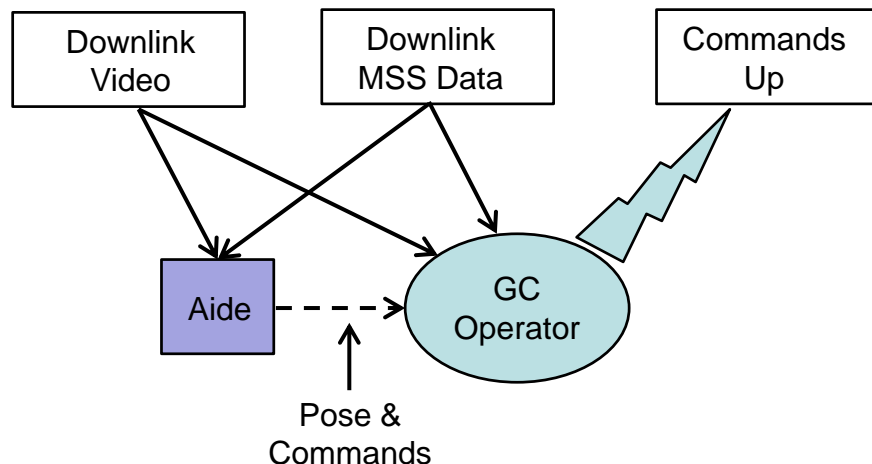 Downlink
Video
Downlink
MSS Data
Commands
Up
Aide
GC
Operator
Pose &
Commands